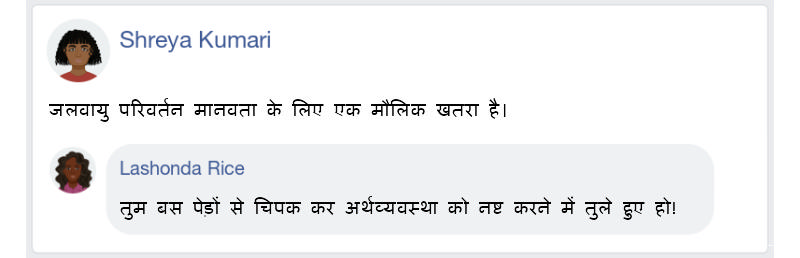 Shreya Kumari
जलवायु परिवर्तन मानवता के लिए एक मौलिक खतरा है।
Lashonda Rice
तुम बस पेड़ों से चिपक कर अर्थव्यवस्था को नष्ट करने में तुले हुए हो!